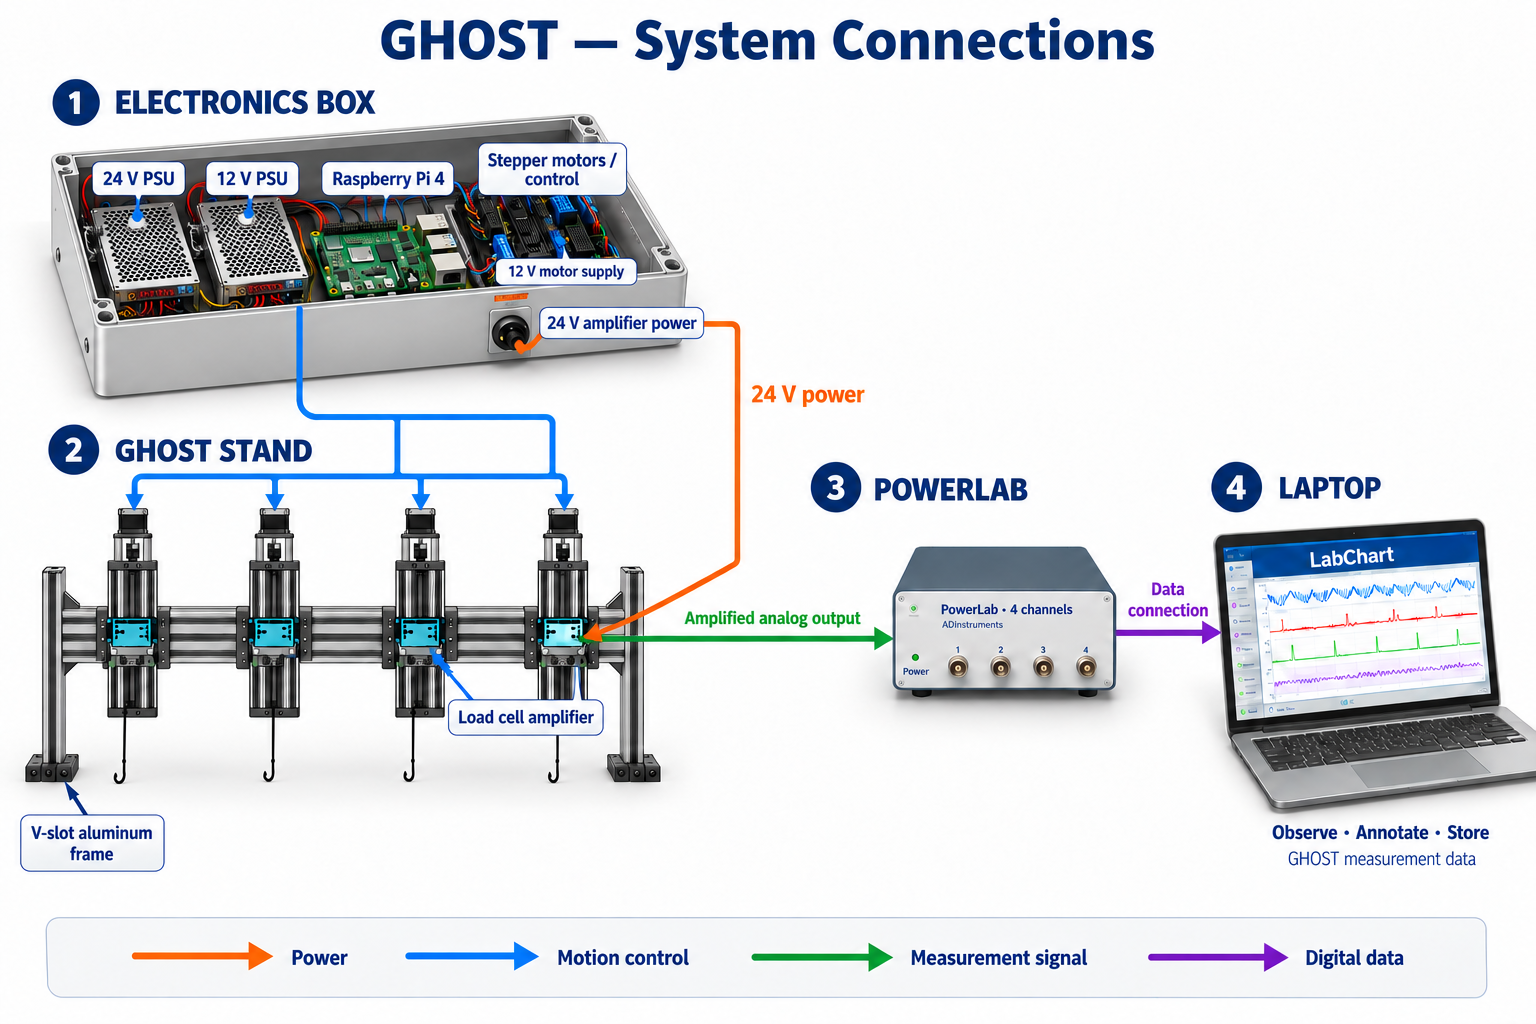 GHOST — System Connections
1 ELECTRONICS BOX
24 V PSU
12 V PSU
Raspberry Pi 4
Stepper motors /
control
12 V motor supply
24 V amplifier power
24 V power
2 GHOST STAND
Load cell amplifier
V-slot aluminum
frame
Amplified analog output
3 POWERLAB
PowerLab • 4 channels
ADInstruments
1 2 3 4
Power
Data
connection
4 LAPTOP
LabChart
Observe • Annotate • Store
GHOST measurement data
Power
Motion control
Measurement signal
Digital data